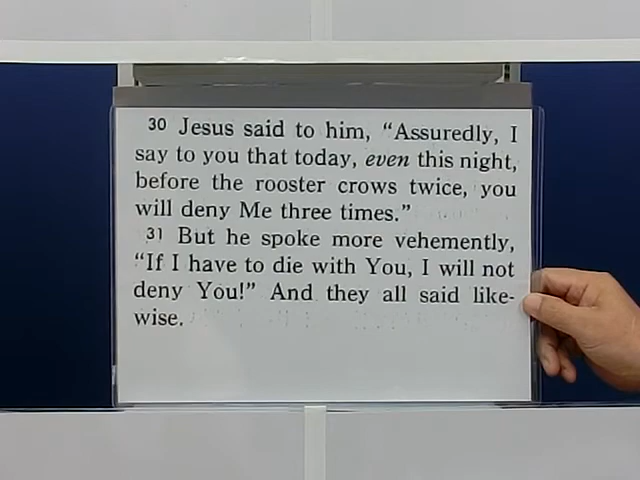 30 Jesus said to him, “Assuredly, I
say to you that today, even this night,
before the rooster crows twice, you
will deny Me three times.”
31 But he spoke more vehemently,
“If I have to die with You, I will not
deny You!” And they all said like-
wise.